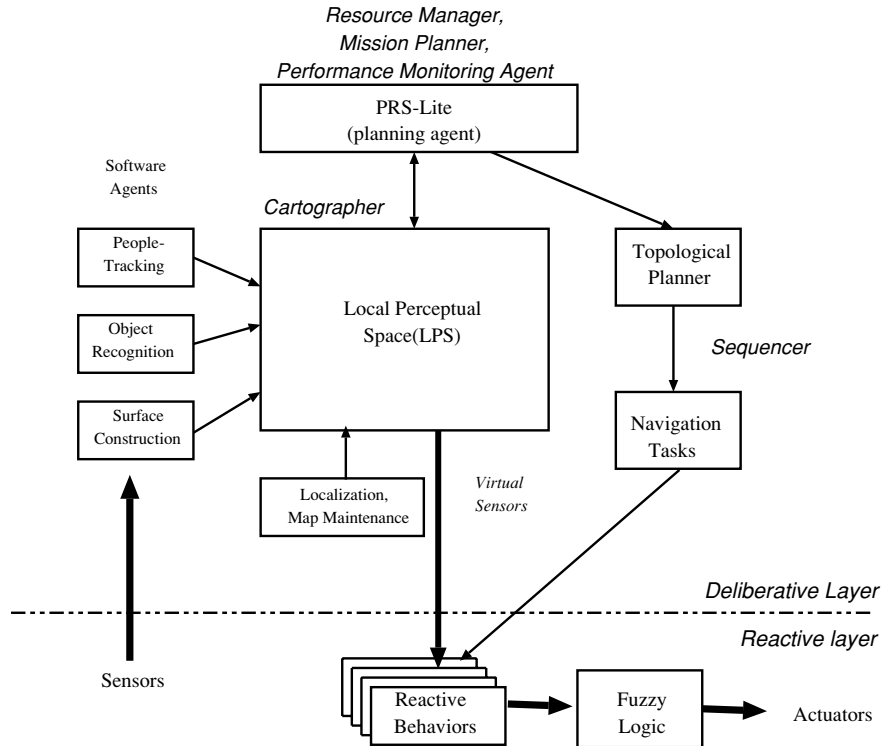 Resource Manager,
Mission Planner,
Performance Monitoring Agent
PRS-Lite
(planning agent)
Software
Agents
Cartographer
People-
Tracking
Topological
Planner
Object
Recognition
Local Perceptual
Space(LPS)
Sequencer
Surface
Construction
Navigation
Tasks
Localization,
Map Maintenance
Virtual
Sensors
Deliberative Layer
Reactive layer
Sensors
Reactive
Behaviors
Fuzzy
Logic
Actuators